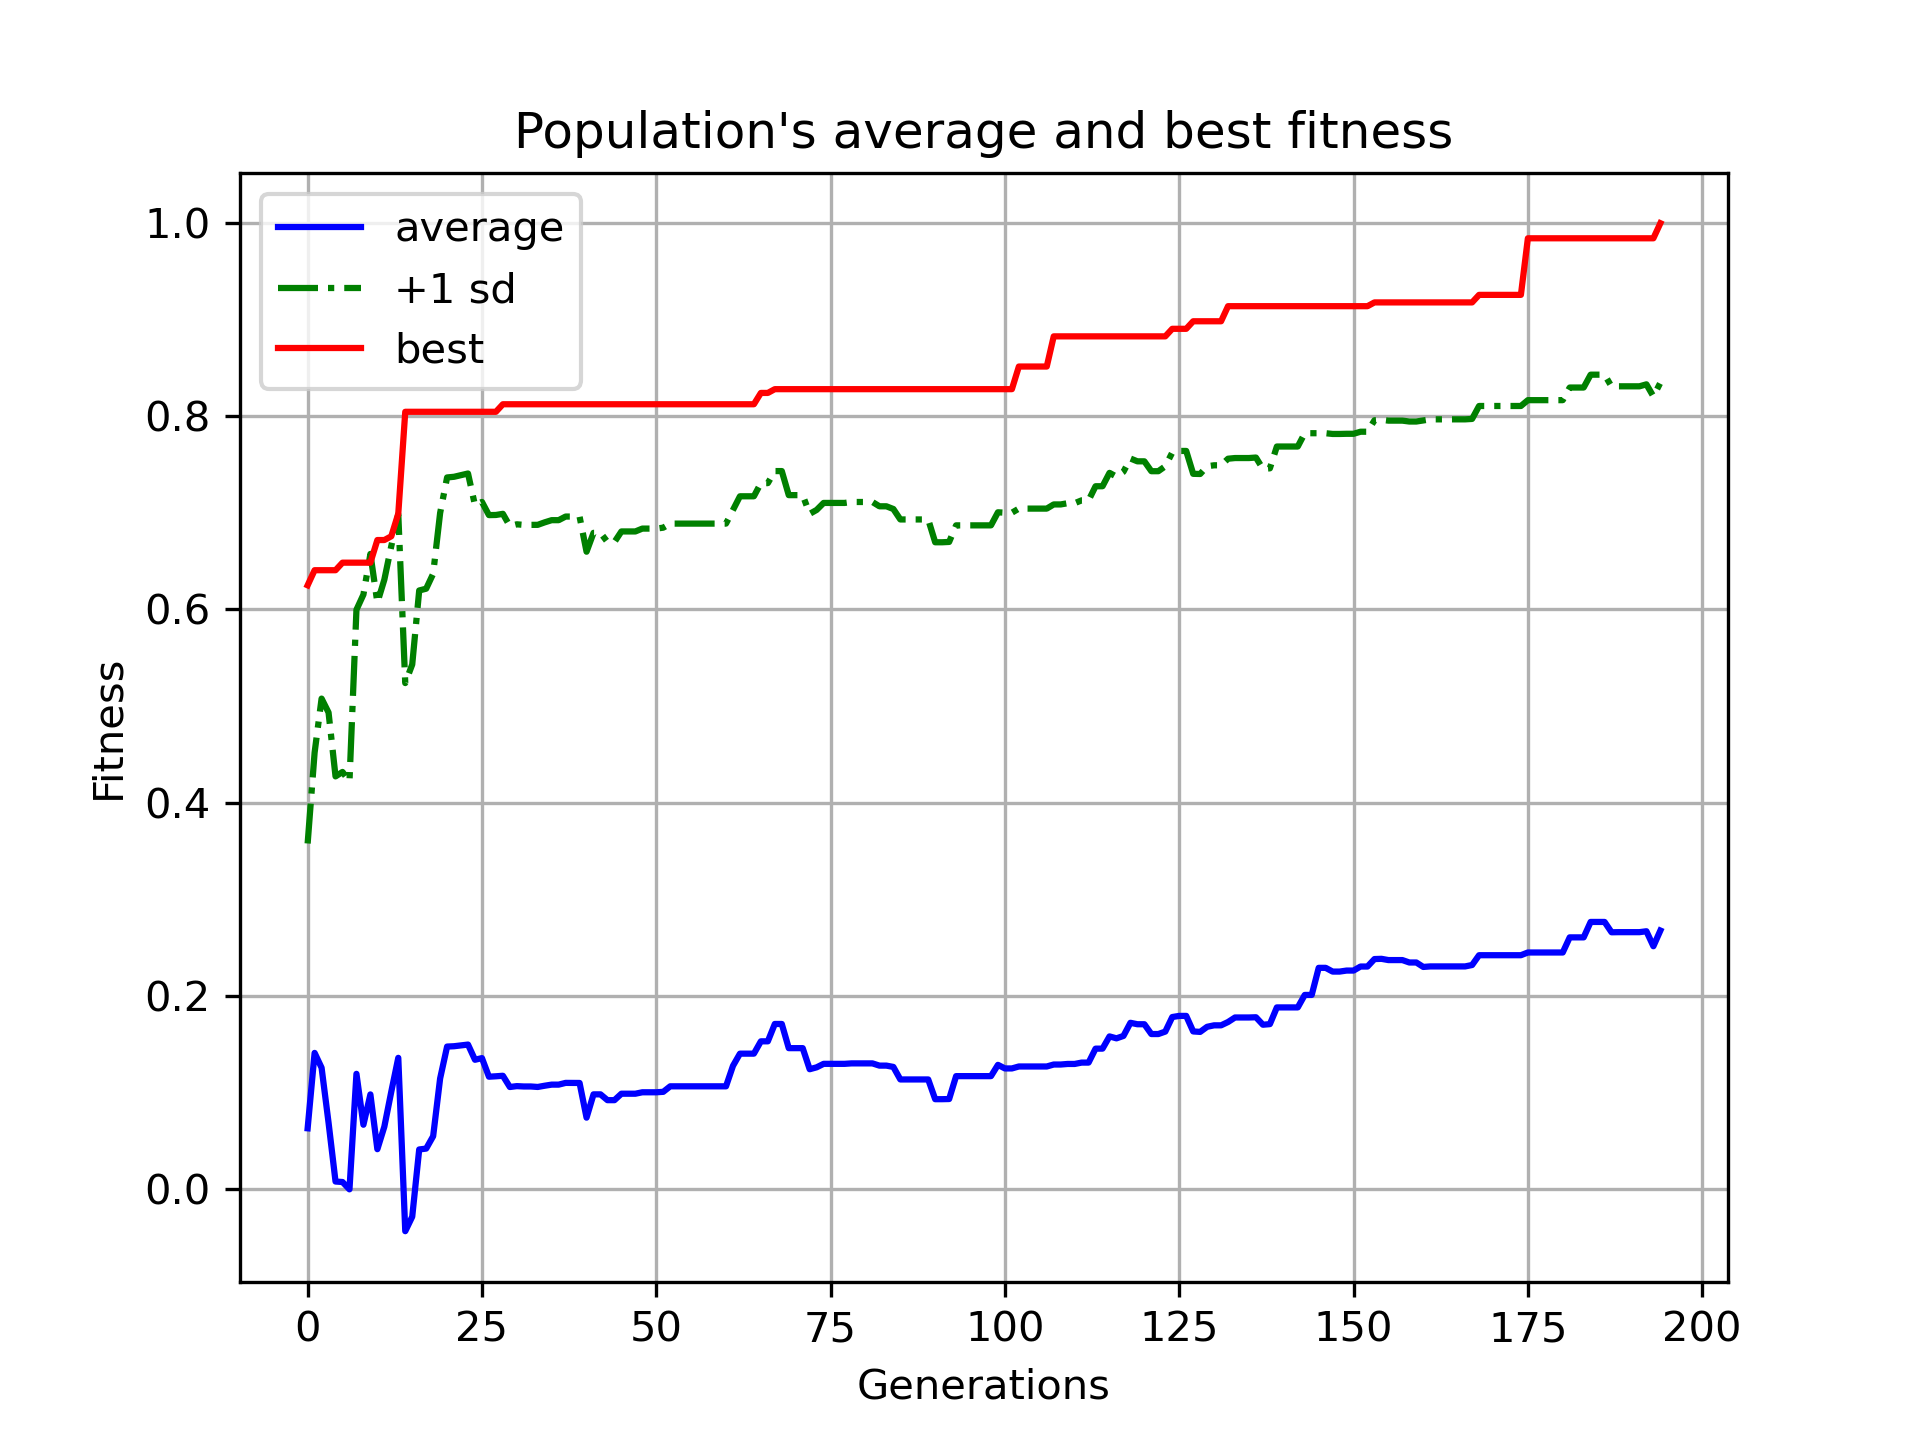 Population's average and best fitness
average
+1 sd
best
1.0
0.8
0.6
0.4
0.2
0.0
Fitness
0 25 50 75 100 125 150 175 200
Generations